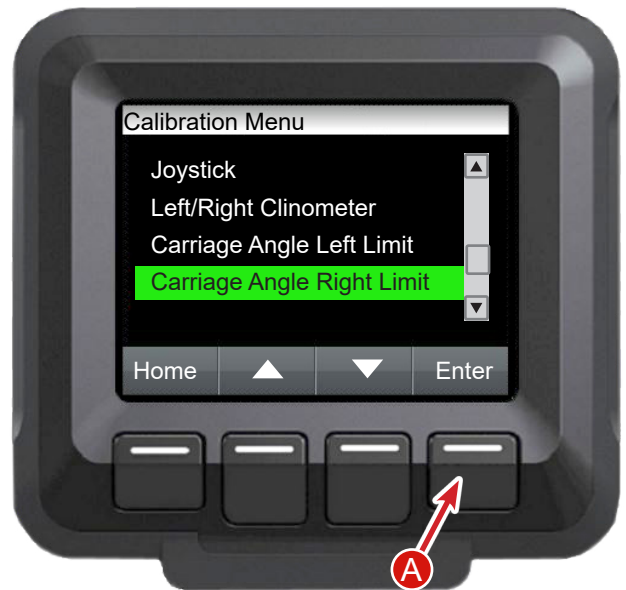 Calibration Menu
Joystick
Left/Right Clinometer
Carriage Angle Left Limit
Carriage Angle Right Limit
Home
Enter
A